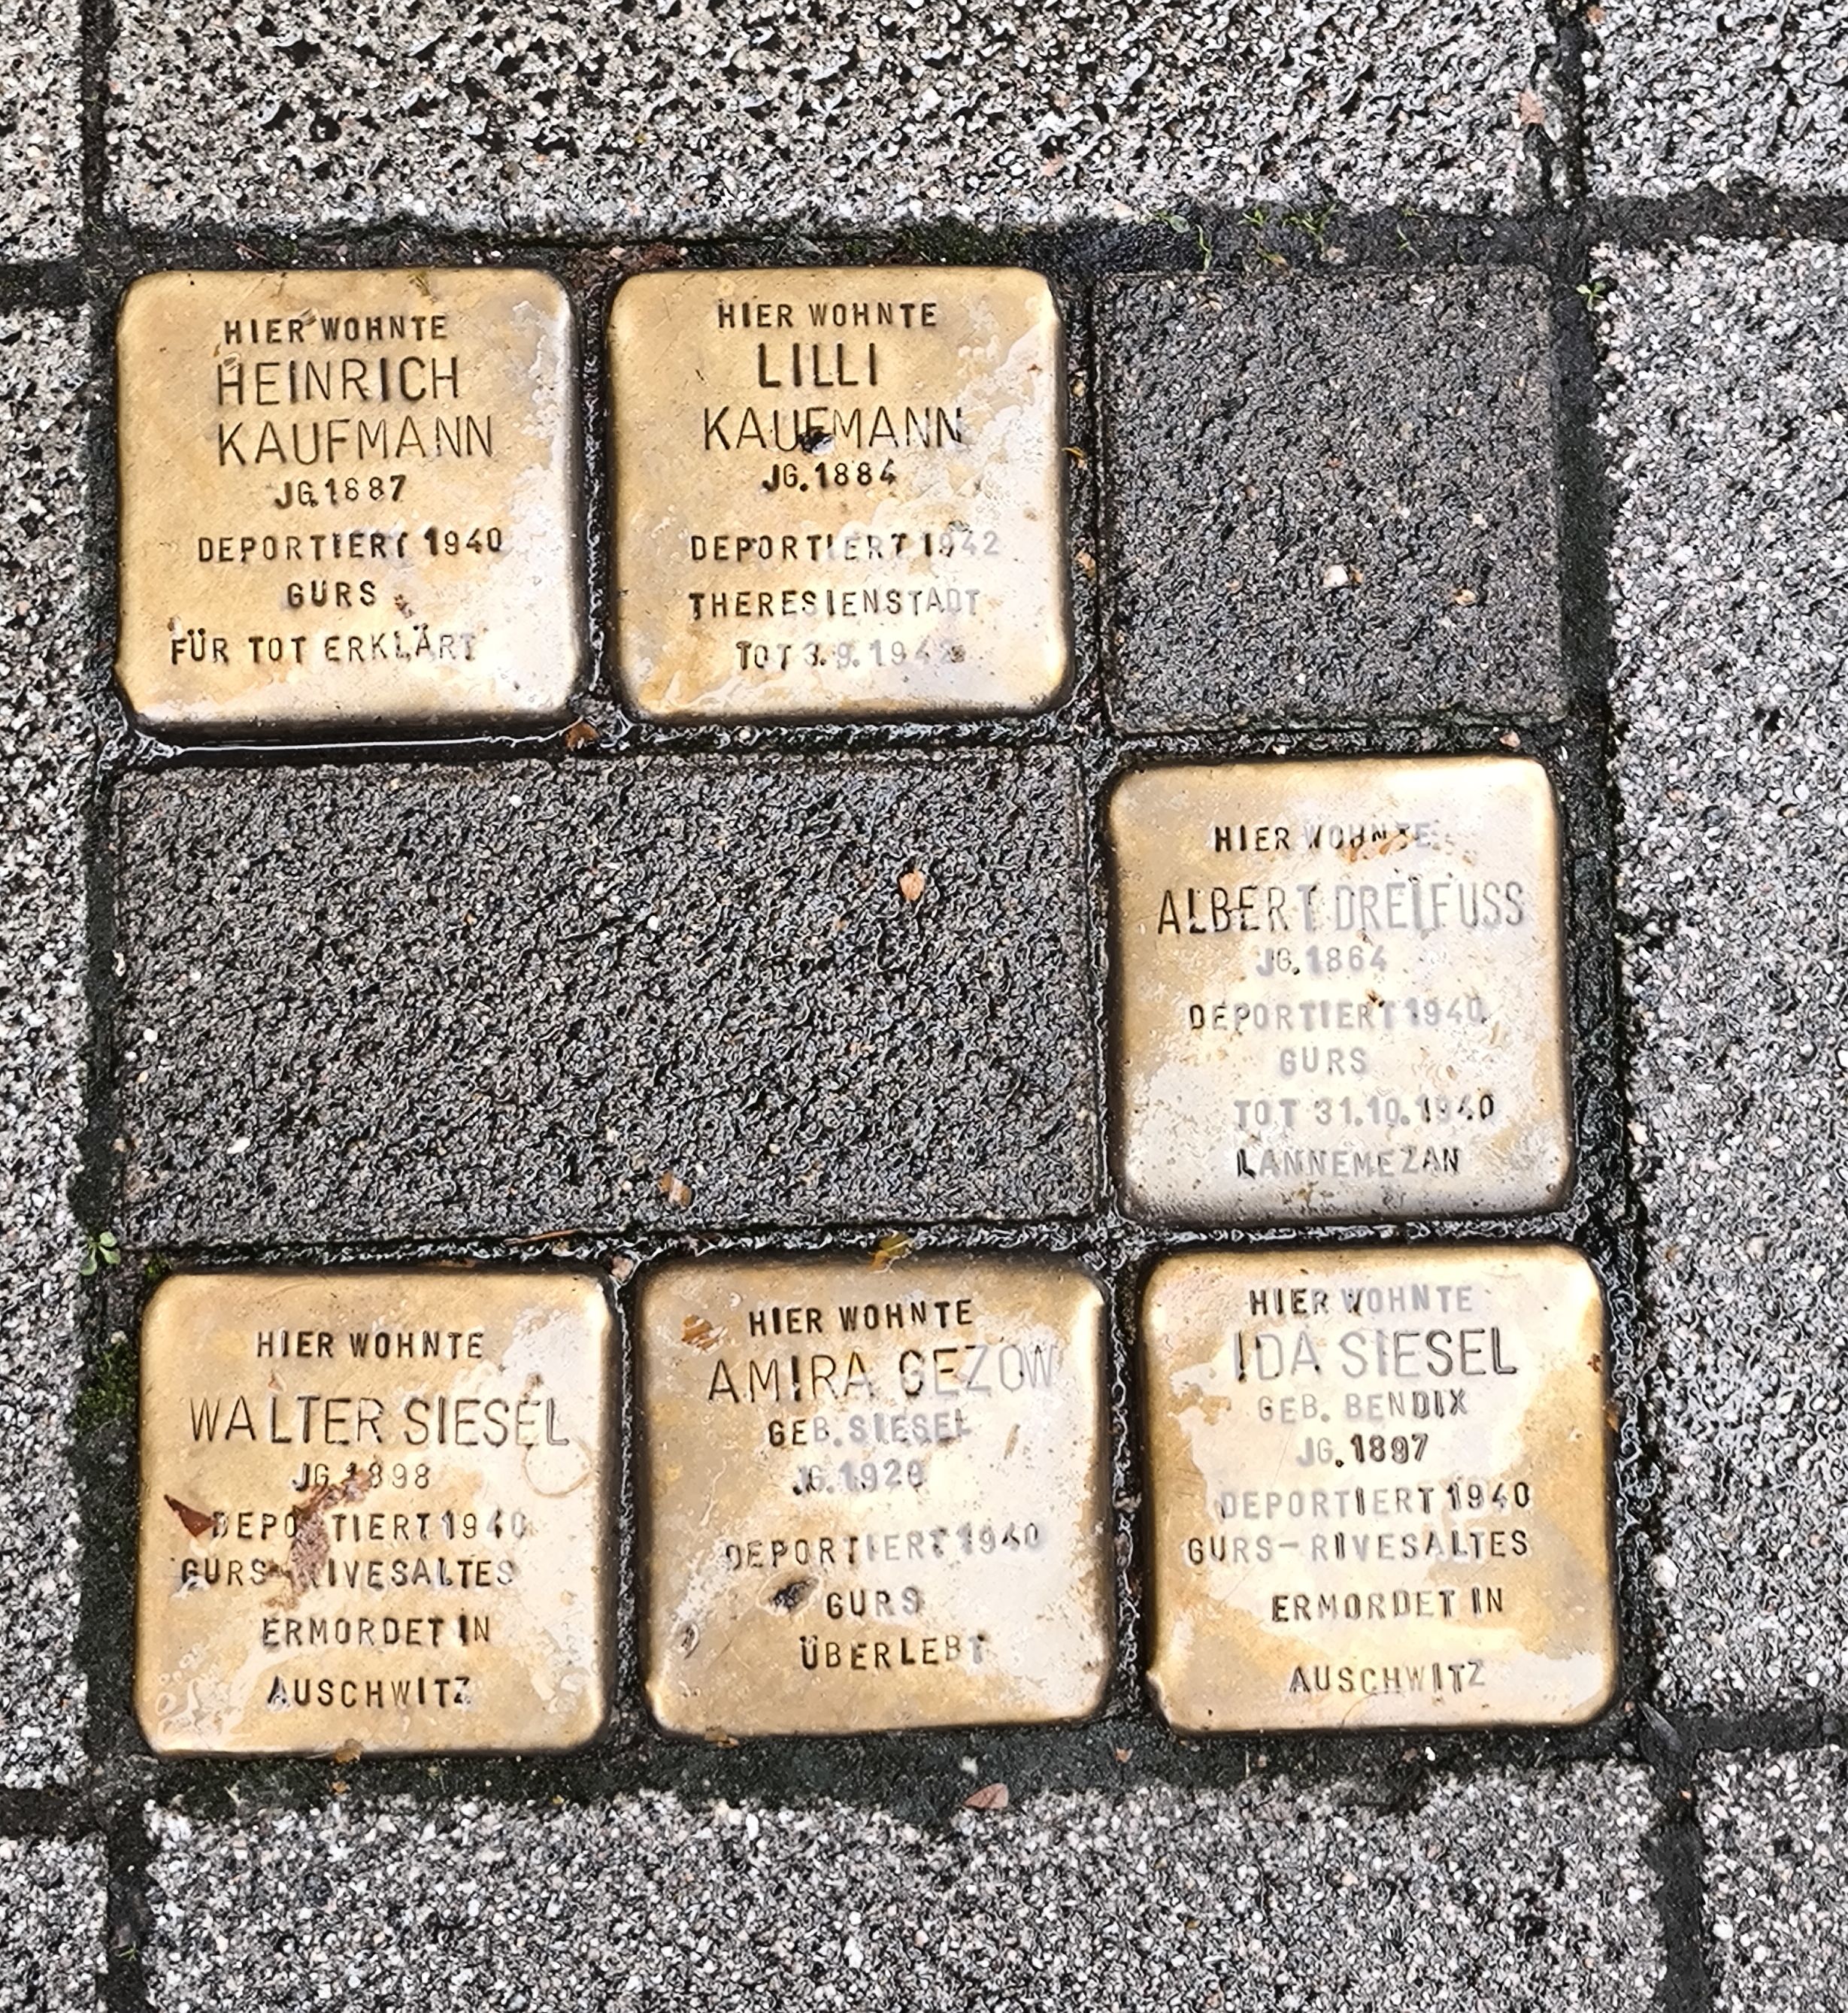 HIER WOHNTE
HEINRICH
KAUFMANN
JG.1887
DEPORTIERT 1940
GURS
FÜR TOT ERKLÄRT
HIER WOHNTE
LILLI
KAUFMANN
JG.1884
DEPORTIERT 1942
THERESIENSTADT
TOT 3.9.1942
HIER WOHNTE
ALBERT DREIFUSS
JG.1864
DEPORTIERT 1940
GURS
TOT 31.10.1940
LANNEMEZAN
HIER WOHNTE
WALTER SIESEL
JG.1898
DEPORTIERT 1940
GURS-RIVESALTES
ERMORDET IN
AUSCHWITZ
HIER WOHNTE
AMIRA GEZOW
GEB. SIESEL
DEPORTIERT 1940
GURS
ÜBERLEBT
HIER WOHNTE
IDA SIESEL
GEB. BENDIX
JG.1897
DEPORTIERT 1940
GURS-RIVESALTES
ERMORDET IN
AUSCHWITZ